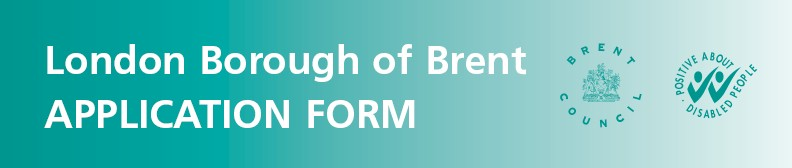 London Borough of Brent
APPLICATION FORM
BRENT
COUNCIL
POSITIVE ABOUT
DISABLED PEOPLE